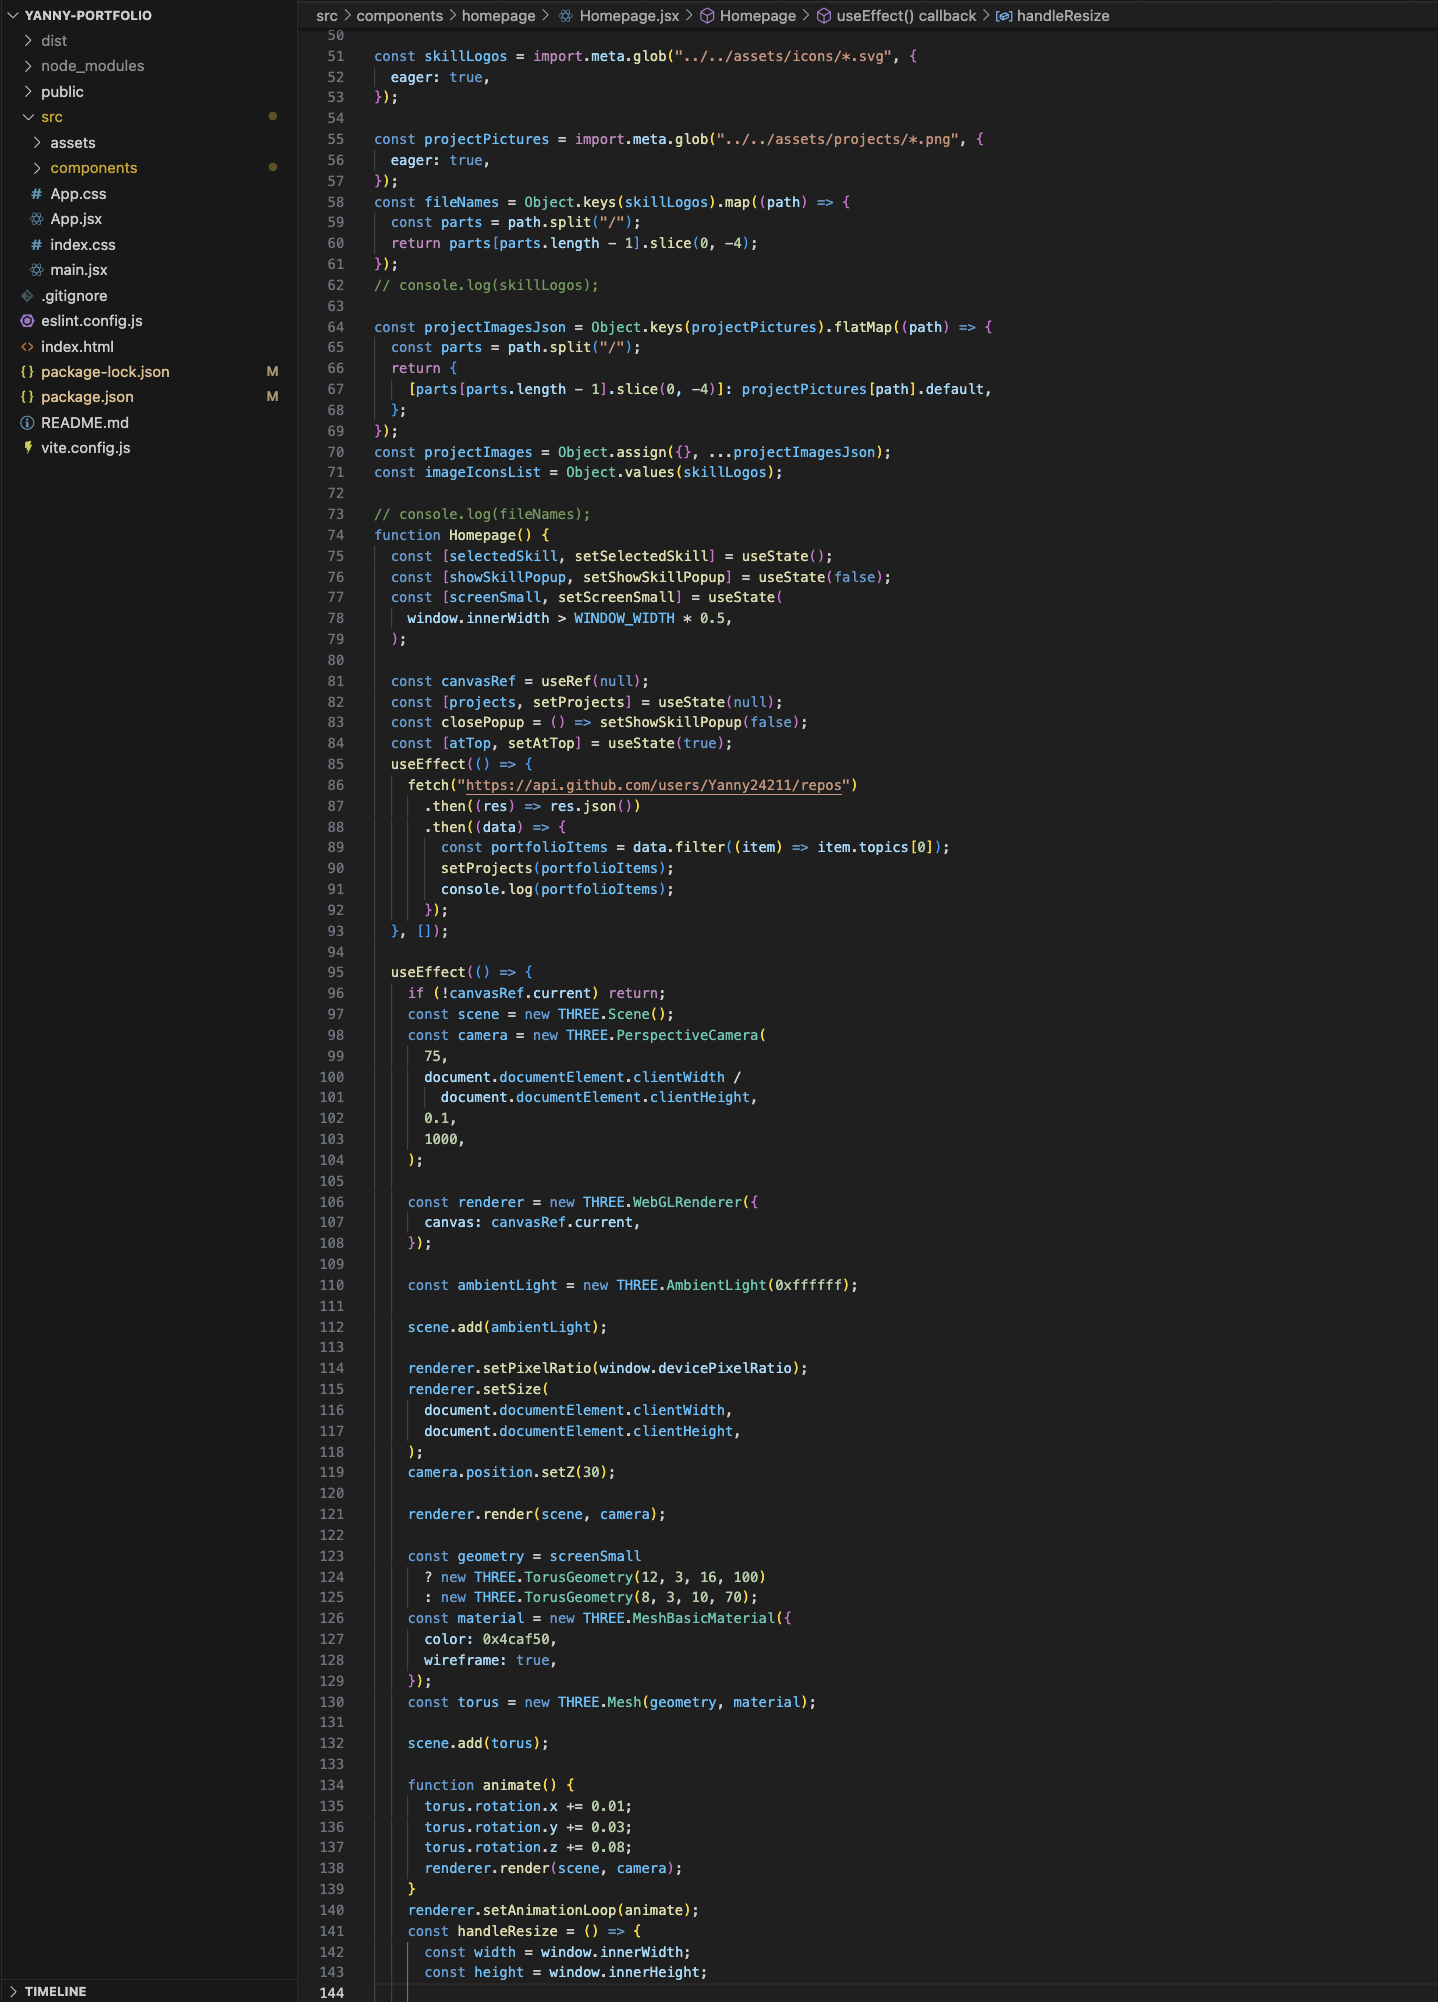 YANNY-PORTFOLIO
dist
node_modules
public
src
assets
components
# App.css
App.jsx
# index.css
main.jsx
.gitignore
eslint.config.js
<> index.html
{} package-lock.json M
{} package.json M
README.md
vite.config.js
TIMELINE
src > components > homepage > Homepage.jsx > Homepage > useEffect() callback > handleResize
50
51 const skillLogos = import.meta.glob("../../assets/icons/*.svg", {
52 eager: true,
53 });
54
55 const projectPictures = import.meta.glob("../../assets/projects/*.png", {
56 eager: true,
57 });
58 const fileNames = Object.keys(skillLogos).map((path) => {
59 const parts = path.split("/");
60 return parts[parts.length - 1].slice(0, -4);
61 });
62 // console.log(skillLogos);
63
64 const projectImagesJson = Object.keys(projectPictures).flatMap((path) => {
65 const parts = path.split("/");
66 return {
67 [parts[parts.length - 1].slice(0, -4)]: projectPictures[path].default,
68 };
69 });
70 const projectImages = Object.assign({}, ...projectImagesJson);
71 const imageIconsList = Object.values(skillLogos);
72
73 // console.log(fileNames);
74 function Homepage() {
75 const [selectedSkill, setSelectedSkill] = useState();
76 const [showSkillPopup, setShowSkillPopup] = useState(false);
77 const [screenSmall, setScreenSmall] = useState(
78 window.innerWidth > WINDOW_WIDTH * 0.5,
79 );
80
81 const canvasRef = useRef(null);
82 const [projects, setProjects] = useState(null);
83 const closePopup = () => setShowSkillPopup(false);
84 const [atTop, setAtTop] = useState(true);
85 useEffect(() => {
86 fetch("https://api.github.com/users/Yanny24211/repos")
87 .then((res) => res.json())
88 .then((data) => {
89 const portfolioItems = data.filter((item) => item.topics[0]);
90 setProjects(portfolioItems);
91 console.log(portfolioItems);
92 });
93 }, []);
94
95 useEffect(() => {
96 if (!canvasRef.current) return;
97 const scene = new THREE.Scene();
98 const camera = new THREE.PerspectiveCamera(
99 75,
100 document.documentElement.clientWidth /
101 document.documentElement.clientHeight,
102 0.1,
103 1000,
104 );
105
106 const renderer = new THREE.WebGLRenderer({
107 canvas: canvasRef.current,
108 });
109
110 const ambientLight = new THREE.AmbientLight(0xffffff);
111
112 scene.add(ambientLight);
113
114 renderer.setPixelRatio(window.devicePixelRatio);
115 renderer.setSize(
116 document.documentElement.clientWidth,
117 document.documentElement.clientHeight,
118 );
119 camera.position.setZ(30);
120
121 renderer.render(scene, camera);
122
123 const geometry = screenSmall
124 ? new THREE.TorusGeometry(12, 3, 16, 100)
125 : new THREE.TorusGeometry(8, 3, 10, 70);
126 const material = new THREE.MeshBasicMaterial({
127 color: 0x4caf50,
128 wireframe: true,
129 });
130 const torus = new THREE.Mesh(geometry, material);
131
132 scene.add(torus);
133
134 function animate() {
135 torus.rotation.x += 0.01;
136 torus.rotation.y += 0.03;
137 torus.rotation.z += 0.08;
138 renderer.render(scene, camera);
139 }
140 renderer.setAnimationLoop(animate);
141 const handleResize = () => {
142 const width = window.innerWidth;
143 const height = window.innerHeight;
144